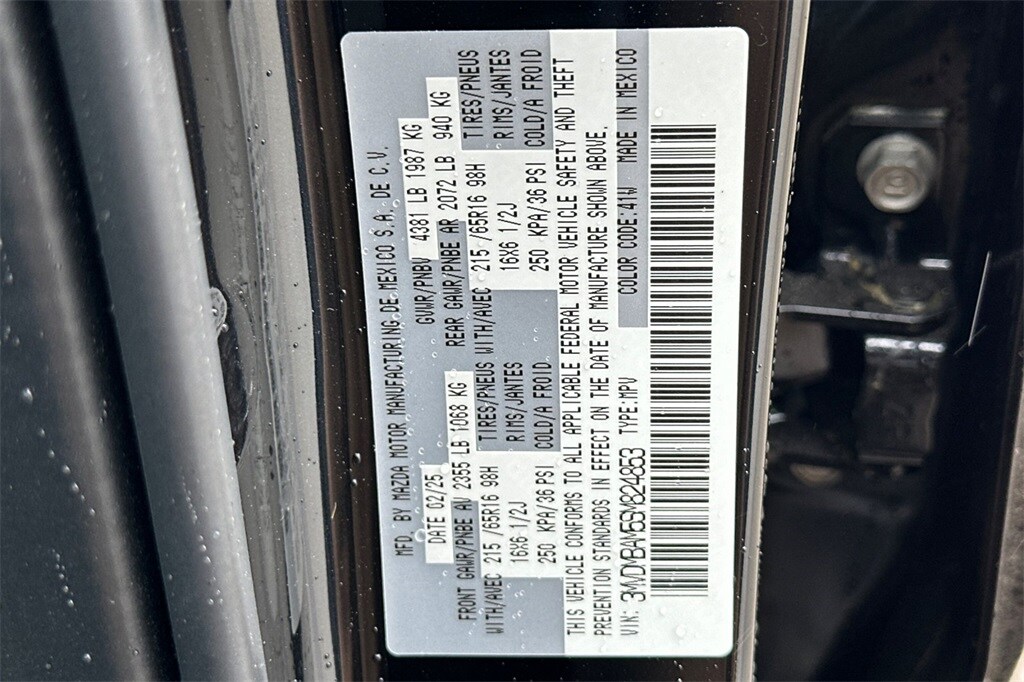 MFD. BY MAZDA MOTOR MANUFACTURING DE MEXICO S.A. DE C.V.
DATE 02/25 GVWR/PNBV 4381 LB 1987 KG
FRONT GAWR/PNBE AV 2355 LB 1068 KG REAR GAWR/PNBE AR 2072 LB 940 KG
WITH/AVEC 215 /65R16 98H TIRES/PNEUS WITH/AVEC 215 /65R16 98H TIRES/PNEUS
16X6 1/2J RIMS/JANTES 16X6 1/2J RIMS/JANTES
250 KPA/36 PSI COLD/A FROID 250 KPA/36 PSI COLD/A FROID
THIS VEHICLE CONFORMS TO ALL APPLICABLE FEDERAL MOTOR VEHICLE SAFETY AND THEFT
PREVENTION STANDARDS IN EFFECT ON THE DATE OF MANUFACTURE SHOWN ABOVE.
VIN: 3MVDMBAM5SM824853 TYPE:MPV COLOR CODE:41W MADE IN MEXICO